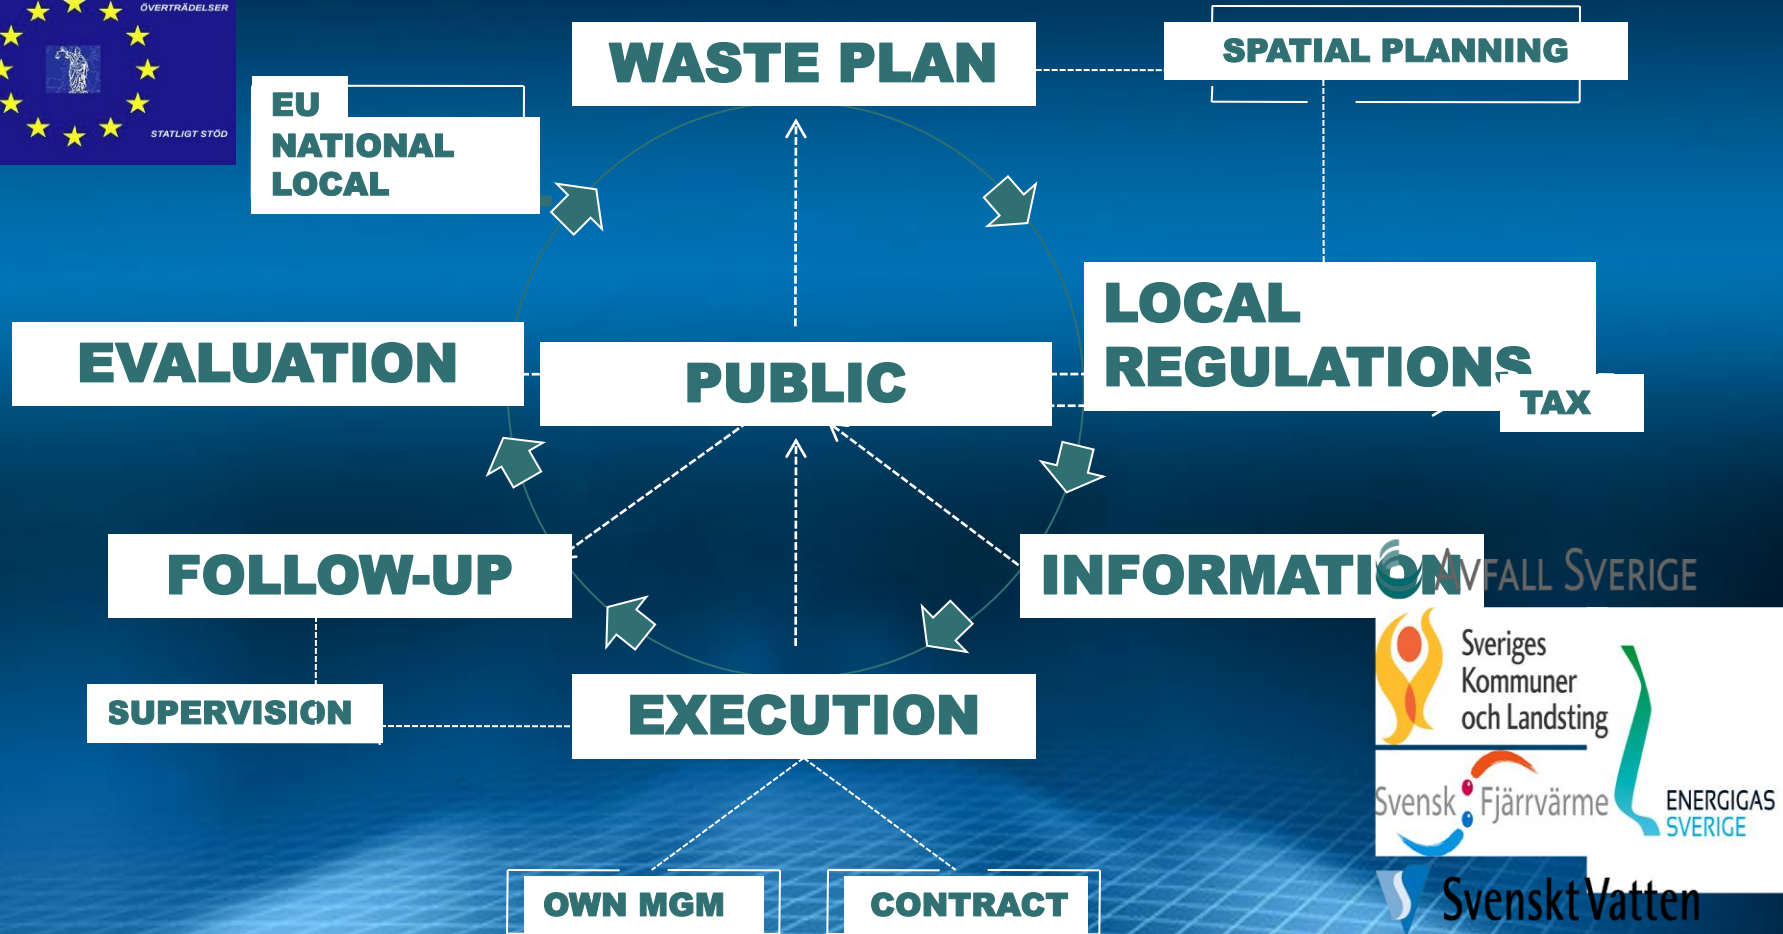 ÖVERTRÄDELSER
STATLIGT STÖD
WASTE PLAN
SPATIAL PLANNING
EU
NATIONAL
LOCAL
LOCAL
REGULATIONS
TAX
EVALUATION
PUBLIC
FOLLOW-UP
INFORMATION
AVFALL SVERIGE
Sveriges
Kommuner
och Landsting
SUPERVISION
EXECUTION
Svensk Fjärrvärme
ENERGIGAS
SVERIGE
OWN MGM
CONTRACT
Svenskt Vatten